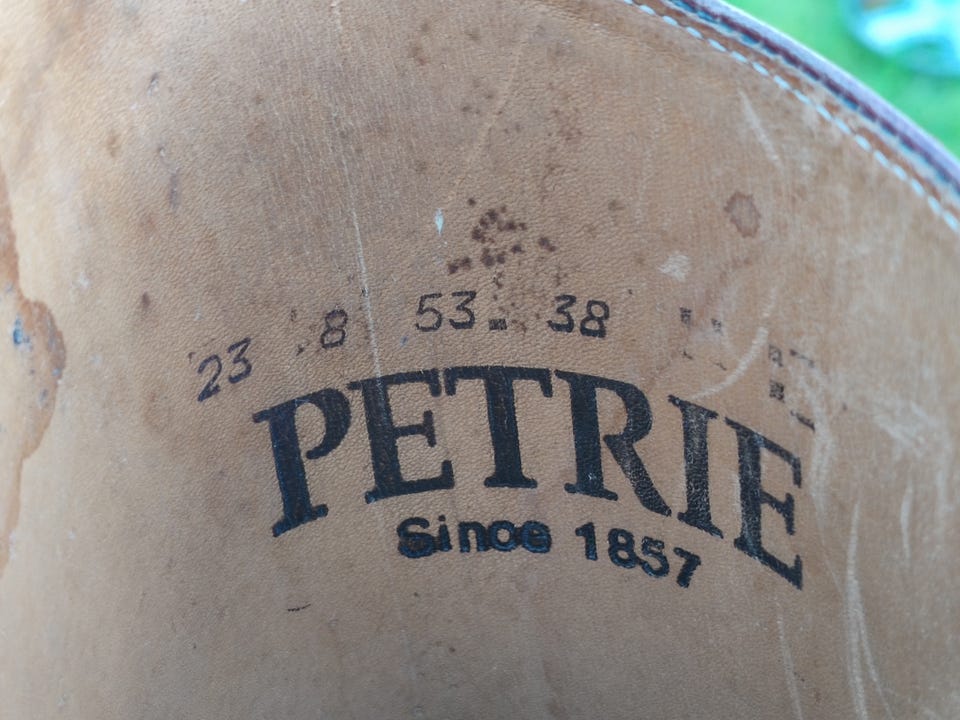 23 8 53. 38
PETRIE
Since 1857